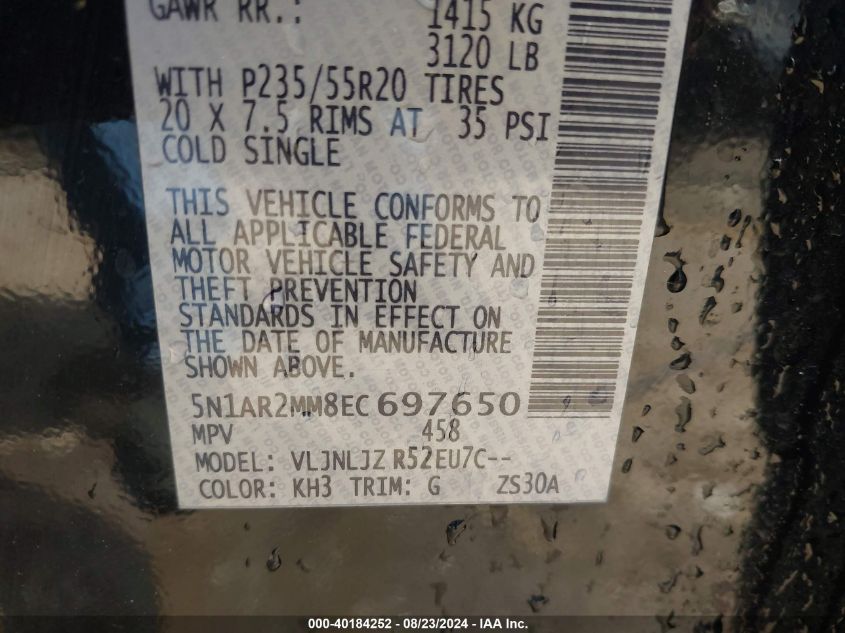 GAWR RR.: 1415 KG
3120 LB
WITH P235/55R20 TIRES
20 X 7.5 RIMS AT 35 PSI
COLD SINGLE
THIS VEHICLE CONFORMS TO
ALL APPLICABLE FEDERAL
MOTOR VEHICLE SAFETY AND
THEFT PREVENTION
STANDARDS IN EFFECT ON
THE DATE OF MANUFACTURE
SHOWN ABOVE.
5N1AR2MM8EC697650
MPV 458
MODEL: VLJNLJZ R52EU7C--
COLOR: KH3 TRIM: G ZS30A
000-40184252 - 08/23/2024 - IAA Inc.